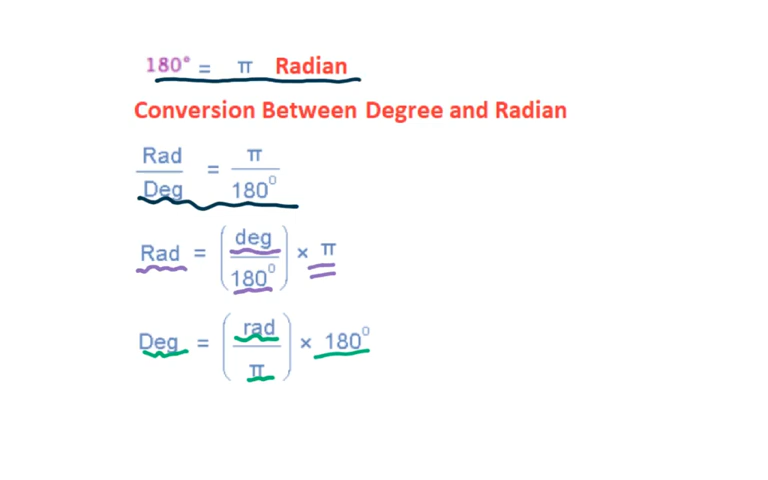 180° = π Radian
Conversion Between Degree and Radian
Rad/Deg = π/180°
Rad = (deg/180°) × π
Deg = (rad/π) × 180°